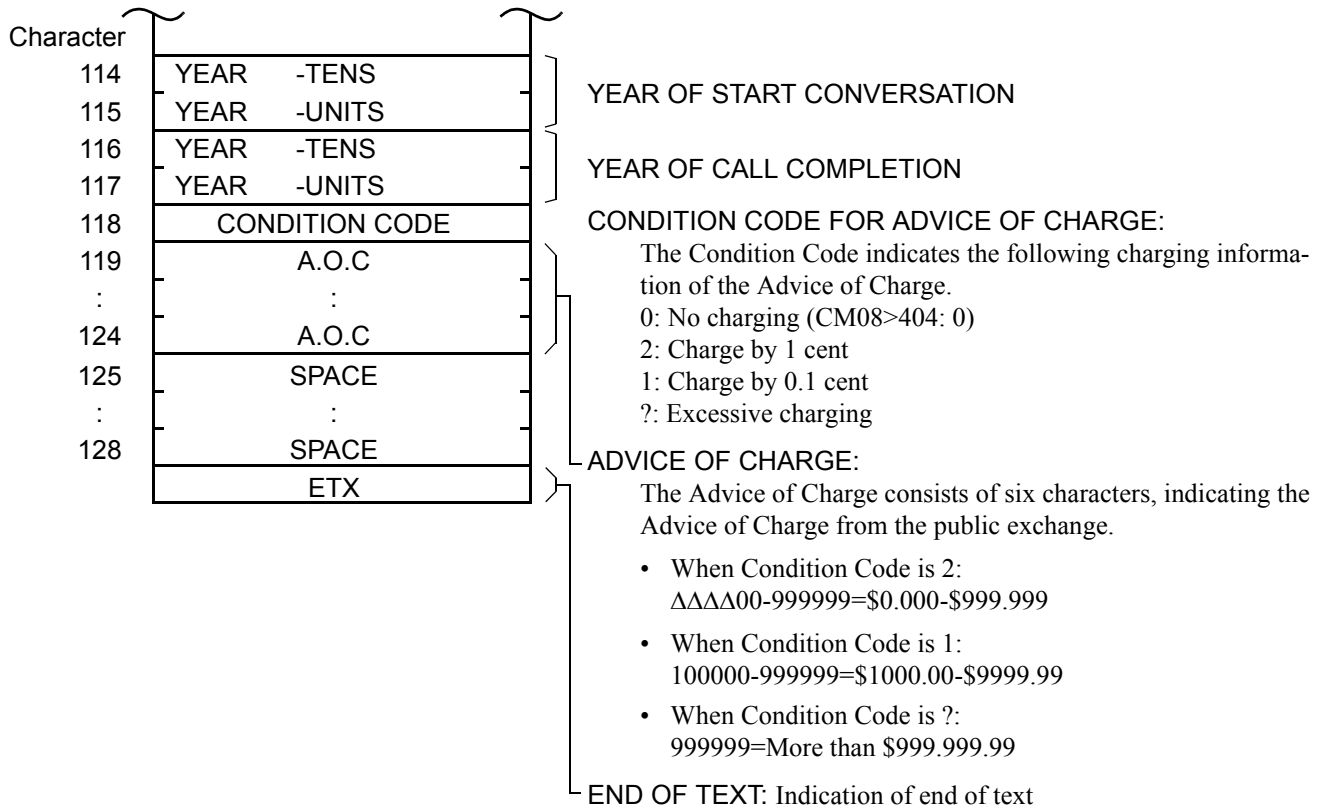 Character
114 YEAR -TENS
115 YEAR -UNITS
YEAR OF START CONVERSATION
116 YEAR -TENS
117 YEAR -UNITS
YEAR OF CALL COMPLETION
118 CONDITION CODE
119 A.O.C
: :
124 A.O.C
125 SPACE
: :
128 SPACE
ETX
CONDITION CODE FOR ADVICE OF CHARGE:
The Condition Code indicates the following charging informa-
tion of the Advice of Charge.
0: No charging (CM08>404: 0)
2: Charge by 1 cent
1: Charge by 0.1 cent
?: Excessive charging
ADVICE OF CHARGE:
The Advice of Charge consists of six characters, indicating the
Advice of Charge from the public exchange.
• When Condition Code is 2:
ΔΔΔΔ00-999999=$0.000-$999.999
• When Condition Code is 1:
100000-999999=$1000.00-$9999.99
• When Condition Code is ?:
999999=More than $999.999.99
END OF TEXT: Indication of end of text